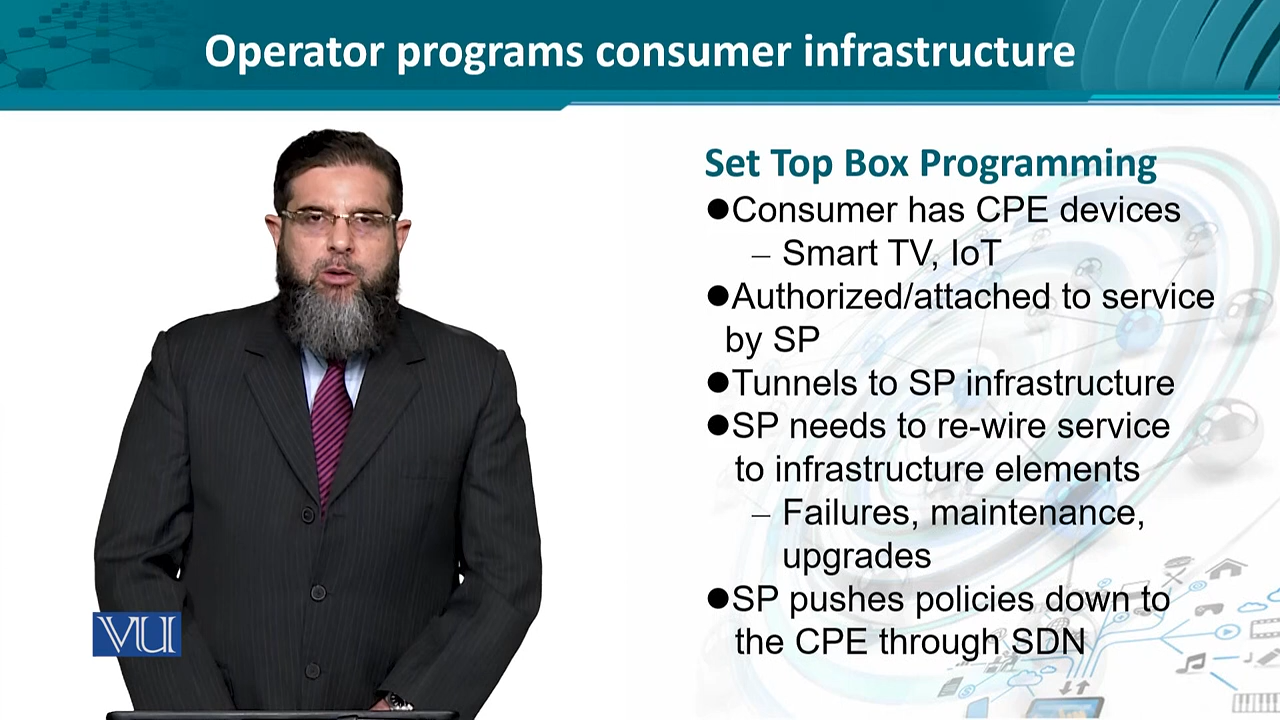 Operator programs consumer infrastructure
Set Top Box Programming
●Consumer has CPE devices
– Smart TV, IoT
●Authorized/attached to service
by SP
●Tunnels to SP infrastructure
●SP needs to re-wire service
to infrastructure elements
– Failures, maintenance,
upgrades
●SP pushes policies down to
the CPE through SDN
VU